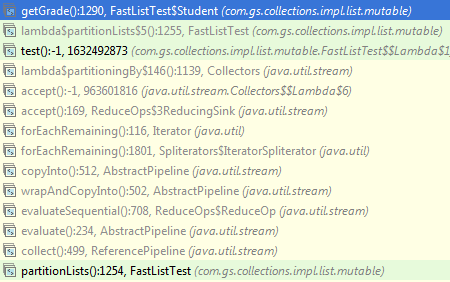 getGrade():1290, FastListTest$Student (com.gs.collections.impl.list.mutable)
lambda$partitionLists$5():1255, FastListTest (com.gs.collections.impl.list.mutable)
test():-1, 1632492873 (com.gs.collections.impl.list.mutable.FastListTest$$Lambda$1
lambda$partitioningBy$146():1139, Collectors (java.util.stream)
accept():-1, 963601816 (java.util.stream.Collectors$$Lambda$6)
accept():169, ReduceOps$3ReducingSink (java.util.stream)
forEachRemaining():116, Iterator (java.util)
forEachRemaining():1801, Spliterators$IteratorSpliterator (java.util)
copyInto():512, AbstractPipeline (java.util.stream)
wrapAndCopyInto():502, AbstractPipeline (java.util.stream)
evaluateSequential():708, ReduceOps$ReduceOp (java.util.stream)
evaluate():234, AbstractPipeline (java.util.stream)
collect():499, ReferencePipeline (java.util.stream)
partitionLists():1254, FastListTest (com.gs.collections.impl.list.mutable)